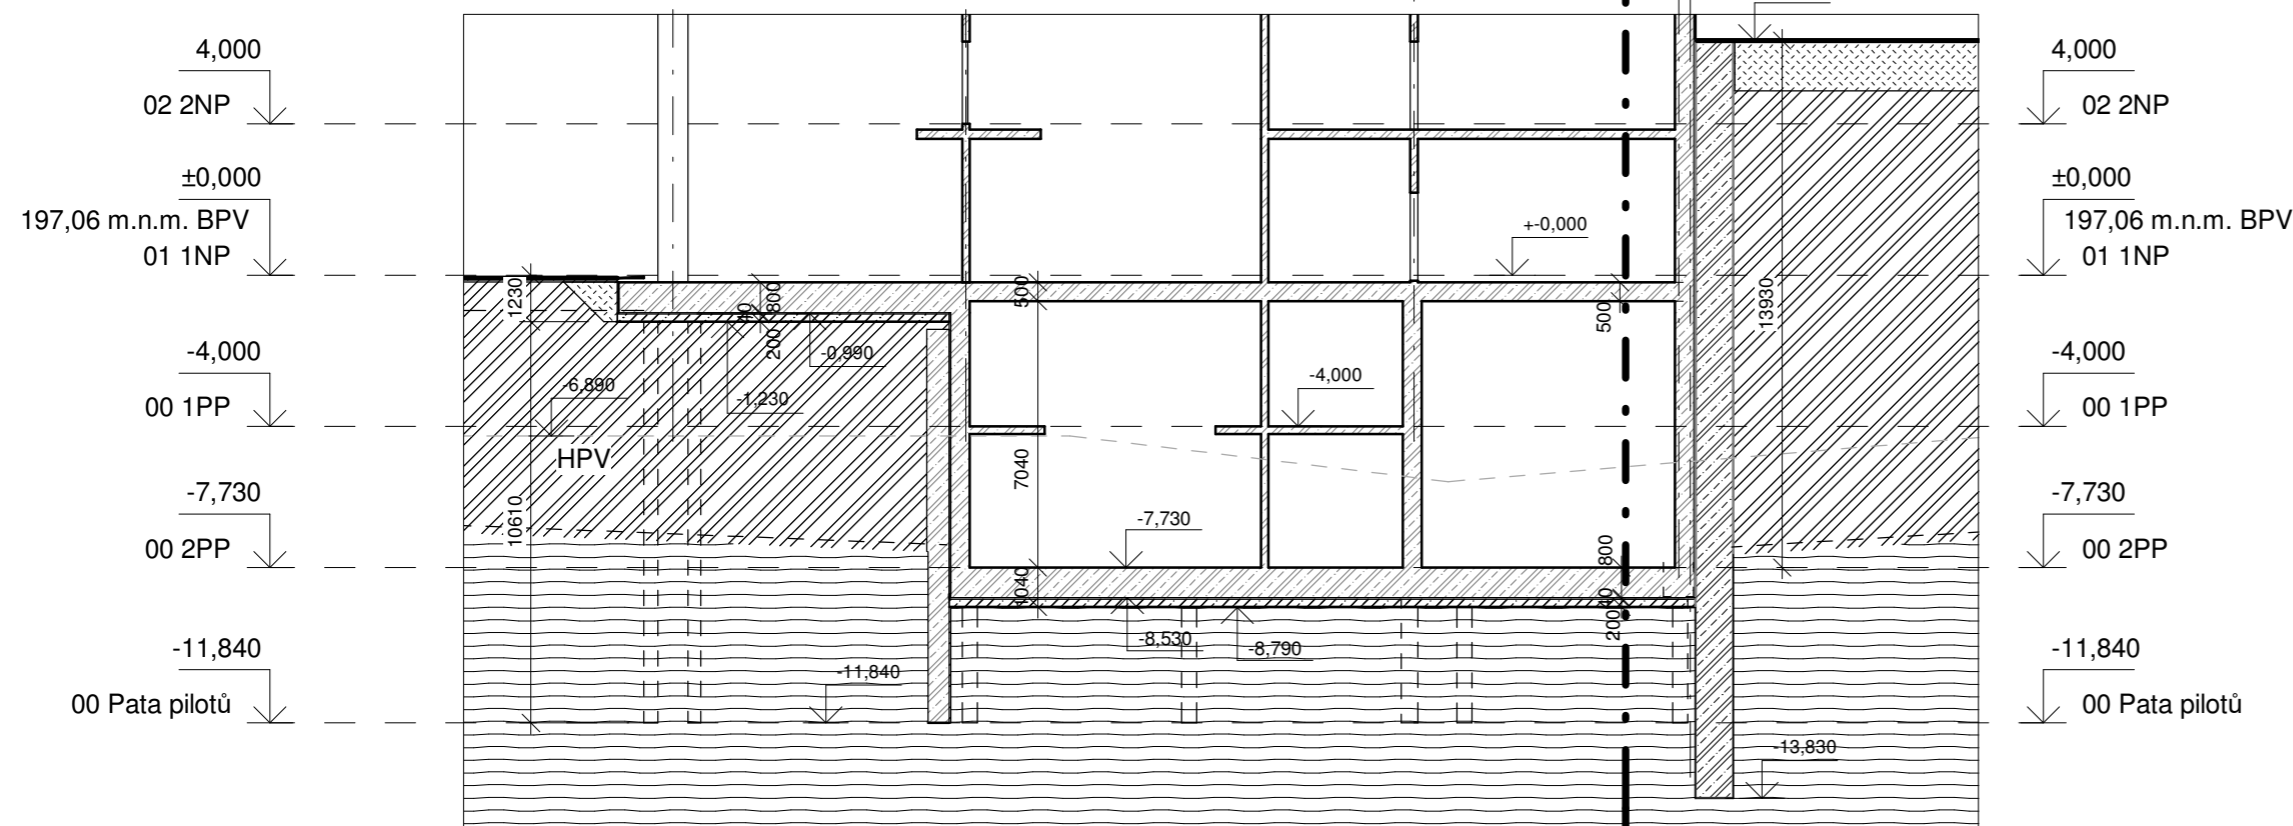 4,000
02 2NP
±0,000
197,06 m.n.m. BPV
01 1NP
-4,000
00 1PP
-7,730
00 2PP
-11,840
00 Pata pilotů
1230
10610
-6,890
HPV
800
40
200
-0,990
-1,230
-11,840
500
7040
1040
-4,000
-7,730
-8,530
-8,790
+-0,000
500
800
40
200
13930
-13,830
4,000
02 2NP
±0,000
197,06 m.n.m. BPV
01 1NP
-4,000
00 1PP
-7,730
00 2PP
-11,840
00 Pata pilotů